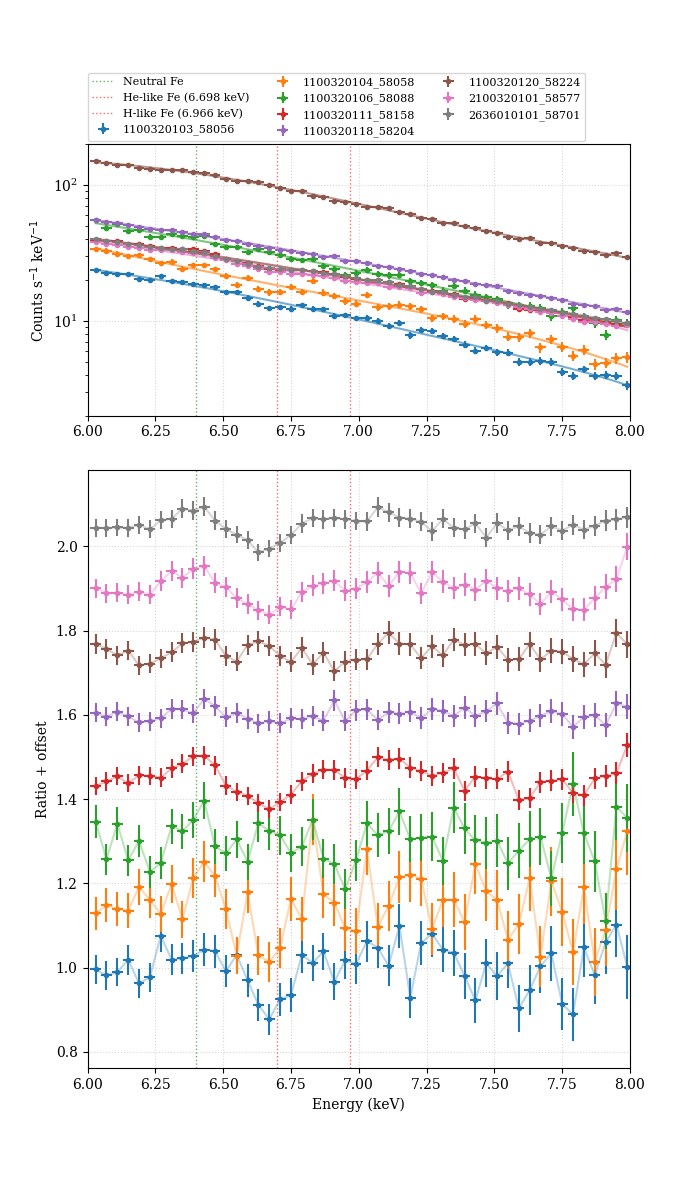 Neutral Fe
He-like Fe (6.698 keV)
H-like Fe (6.966 keV)
1100320103_58056
1100320104_58058
1100320106_58088
1100320111_58158
1100320118_58204
1100320120_58224
2100320101_58577
2636010101_58701
Counts s⁻¹ keV⁻¹
10²
10¹
6.00 6.25 6.50 6.75 7.00 7.25 7.50 7.75 8.00
Ratio + offset
2.0
1.8
1.6
1.4
1.2
1.0
0.8
6.00 6.25 6.50 6.75 7.00 7.25 7.50 7.75 8.00
Energy (keV)